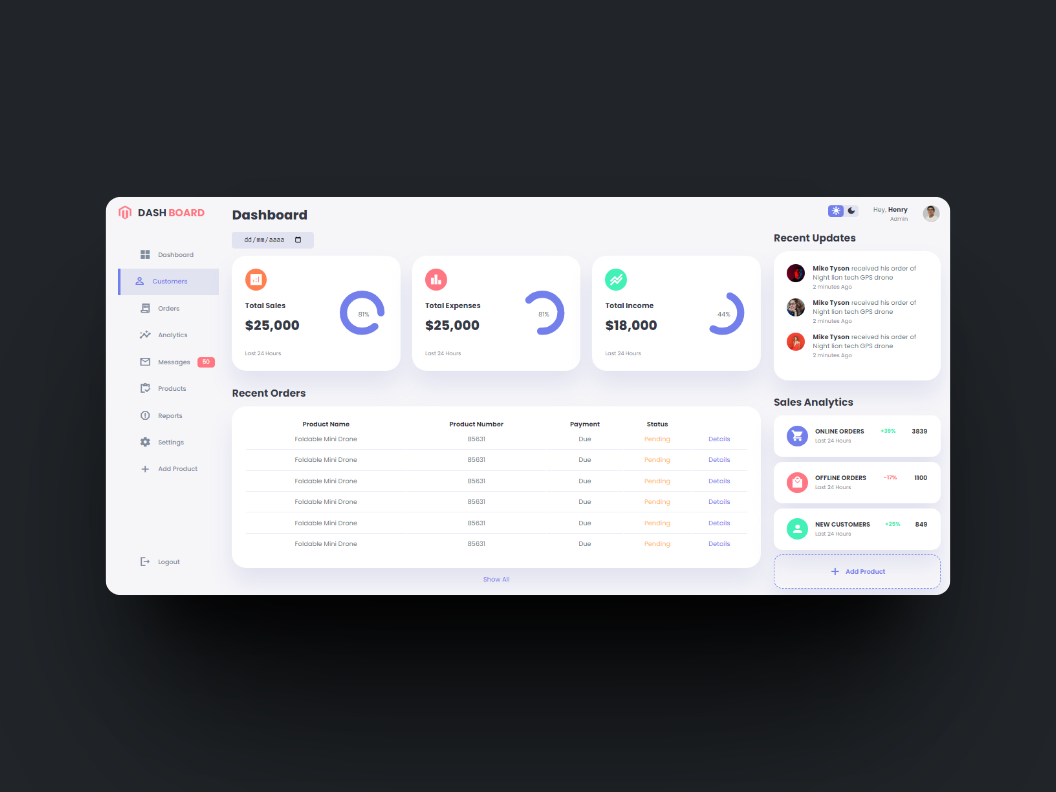 DASH BOARD
Dashboard
Customers
Orders
Analytics
Messages 50
Products
Reports
Settings
Add Product
Logout
Dashboard
dd/mm/aaaa
Total Sales
$25,000
81%
Last 24 Hours
Total Expenses
$25,000
81%
Last 24 Hours
Total Income
$18,000
44%
Last 24 Hours
Recent Orders
Product Name Product Number Payment Status
Foldable Mini Drone 85631 Due Pending Details
Foldable Mini Drone 85631 Due Pending Details
Foldable Mini Drone 85631 Due Pending Details
Foldable Mini Drone 85631 Due Pending Details
Foldable Mini Drone 85631 Due Pending Details
Foldable Mini Drone 85631 Due Pending Details
Show All
Hey, Henry
Admin
Recent Updates
Mike Tyson received his order of
Night lion tech GPS drone
2 minutes Ago
Mike Tyson received his order of
Night lion tech GPS drone
2 minutes Ago
Mike Tyson received his order of
Night lion tech GPS drone
2 minutes Ago
Sales Analytics
ONLINE ORDERS 3839
Last 24 Hours
OFFLINE ORDERS -17% 1100
Last 24 Hours
NEW CUSTOMERS +25% 849
Last 24 Hours
Add Product